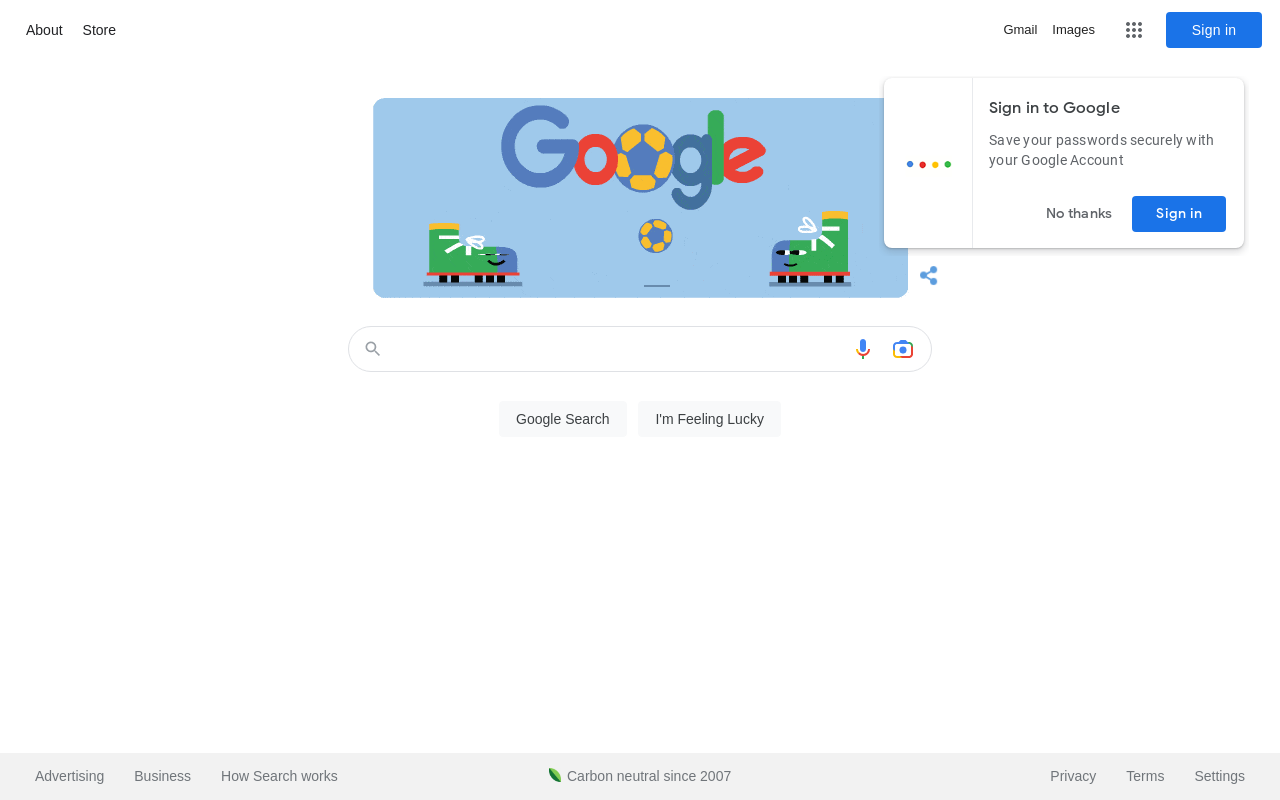 About Store
Gmail Images Sign in
Google
Sign in to Google
Save your passwords securely with
your Google Account
No thanks Sign in
Google Search I'm Feeling Lucky
Advertising Business How Search works
Carbon neutral since 2007
Privacy Terms Settings